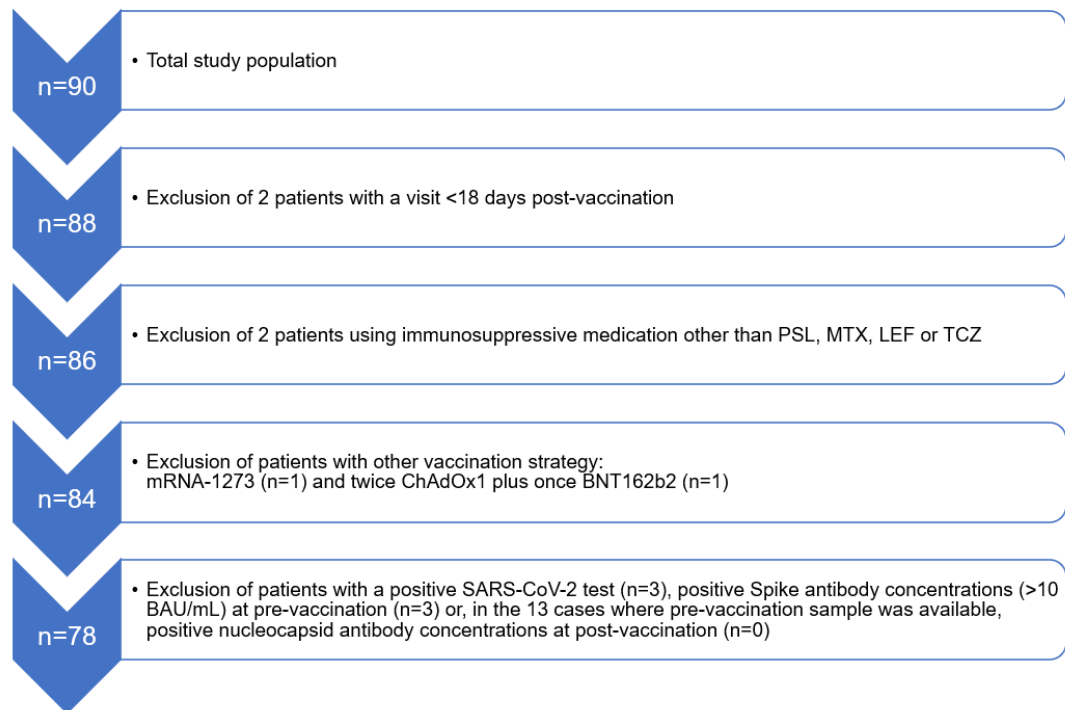 n=90
• Total study population
n=88
• Exclusion of 2 patients with a visit <18 days post-vaccination
n=86
• Exclusion of 2 patients using immunosuppressive medication other than PSL, MTX, LEF or TCZ
n=84
• Exclusion of patients with other vaccination strategy:
mRNA-1273 (n=1) and twice ChAdOx1 plus once BNT162b2 (n=1)
n=78
• Exclusion of patients with a positive SARS-CoV-2 test (n=3), positive Spike antibody concentrations (>10
BAU/mL) at pre-vaccination (n=3) or, in the 13 cases where pre-vaccination sample was available,
positive nucleocapsid antibody concentrations at post-vaccination (n=0)